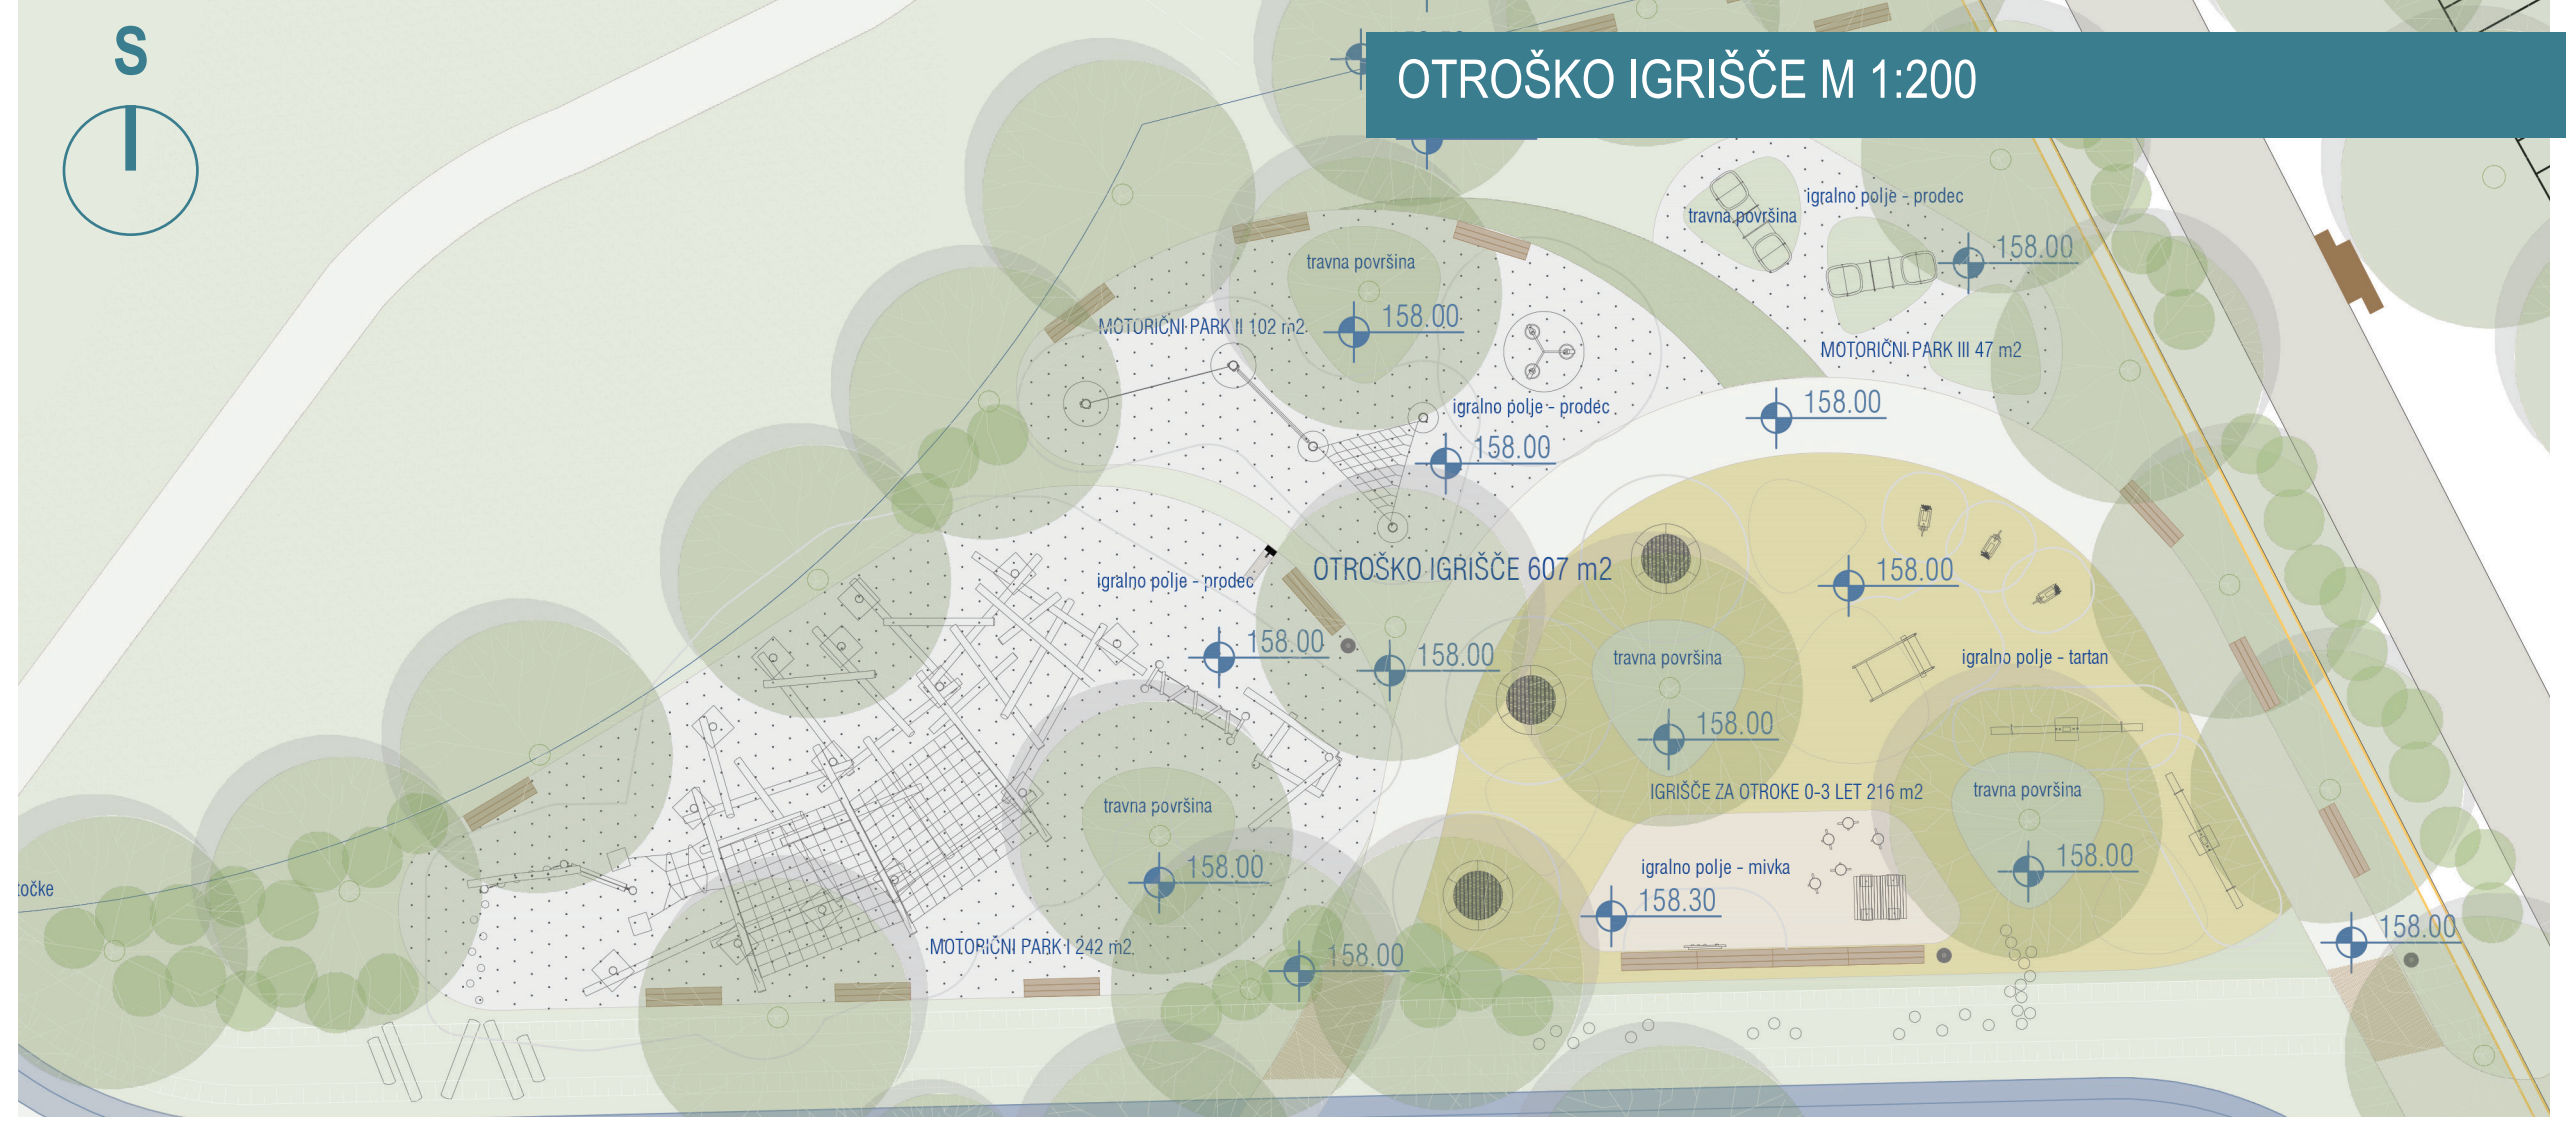 S
OTROŠKO IGRIŠČE M 1:200
igralno polje - prodec
travna površina
158.00
travna površina
158.00
MOTORIČNI PARK II 102 m2
MOTORIČNI PARK III 47 m2
158.00
igralno polje - prodec
158.00
OTROŠKO IGRIŠČE 607 m2
igralno polje - prodec
158.00
158.00
158.00
travna površina
igralno polje - tartan
158.00
IGRIŠČE ZA OTROKE 0-3 LET 216 m2
travna površina
travna površina
158.00
158.00
igralno polje - mivka
158.30
točke
MOTORIČNI PARK I 242 m2
158.00
158.00